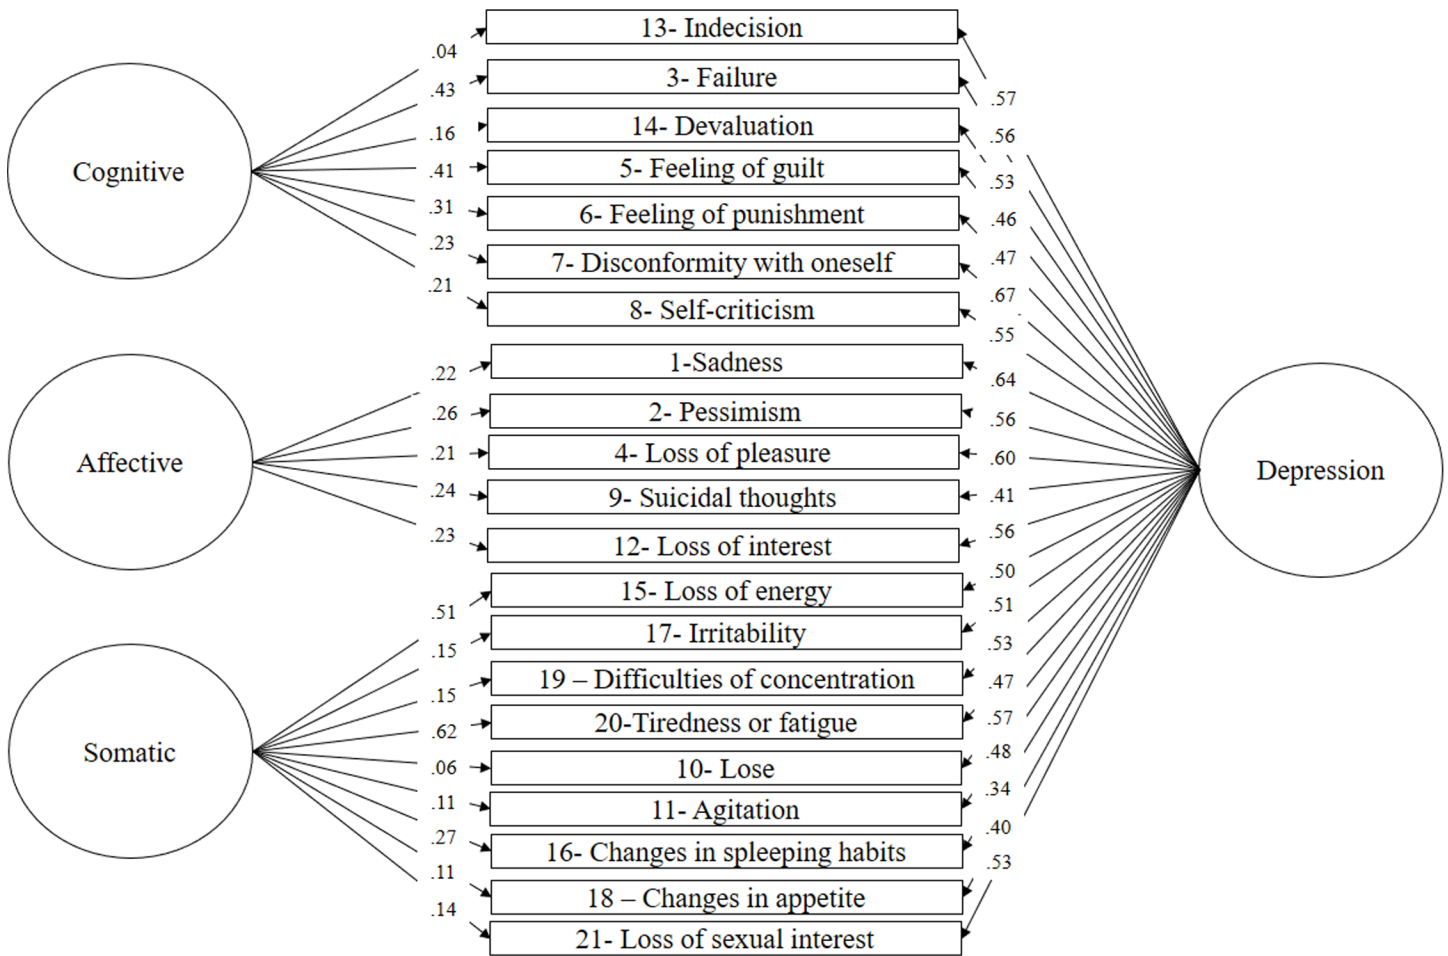 13- Indecision
.04
3- Failure
.43
.57
14- Devaluation
.16
.56
Cognitive
5- Feeling of guilt
.41
.53
6- Feeling of punishment
.31
.46
7- Disconformity with oneself
.23
.47
8- Self-criticism
.21
.67
.55
1-Sadness
.22
.64
2- Pessimism
.26
.56
Affective
4- Loss of pleasure
.21
.60
Depression
9- Suicidal thoughts
.24
.41
12- Loss of interest
.23
.56
15- Loss of energy
.51
.50
17- Irritability
.15
.51
19 – Difficulties of concentration
.15
.53
20-Tiredness or fatigue
.62
.47
Somatic
10- Lose
.06
.57
11- Agitation
.11
.48
16- Changes in spleeping habits
.27
.34
18 – Changes in appetite
.11
.40
21- Loss of sexual interest
.14
.53